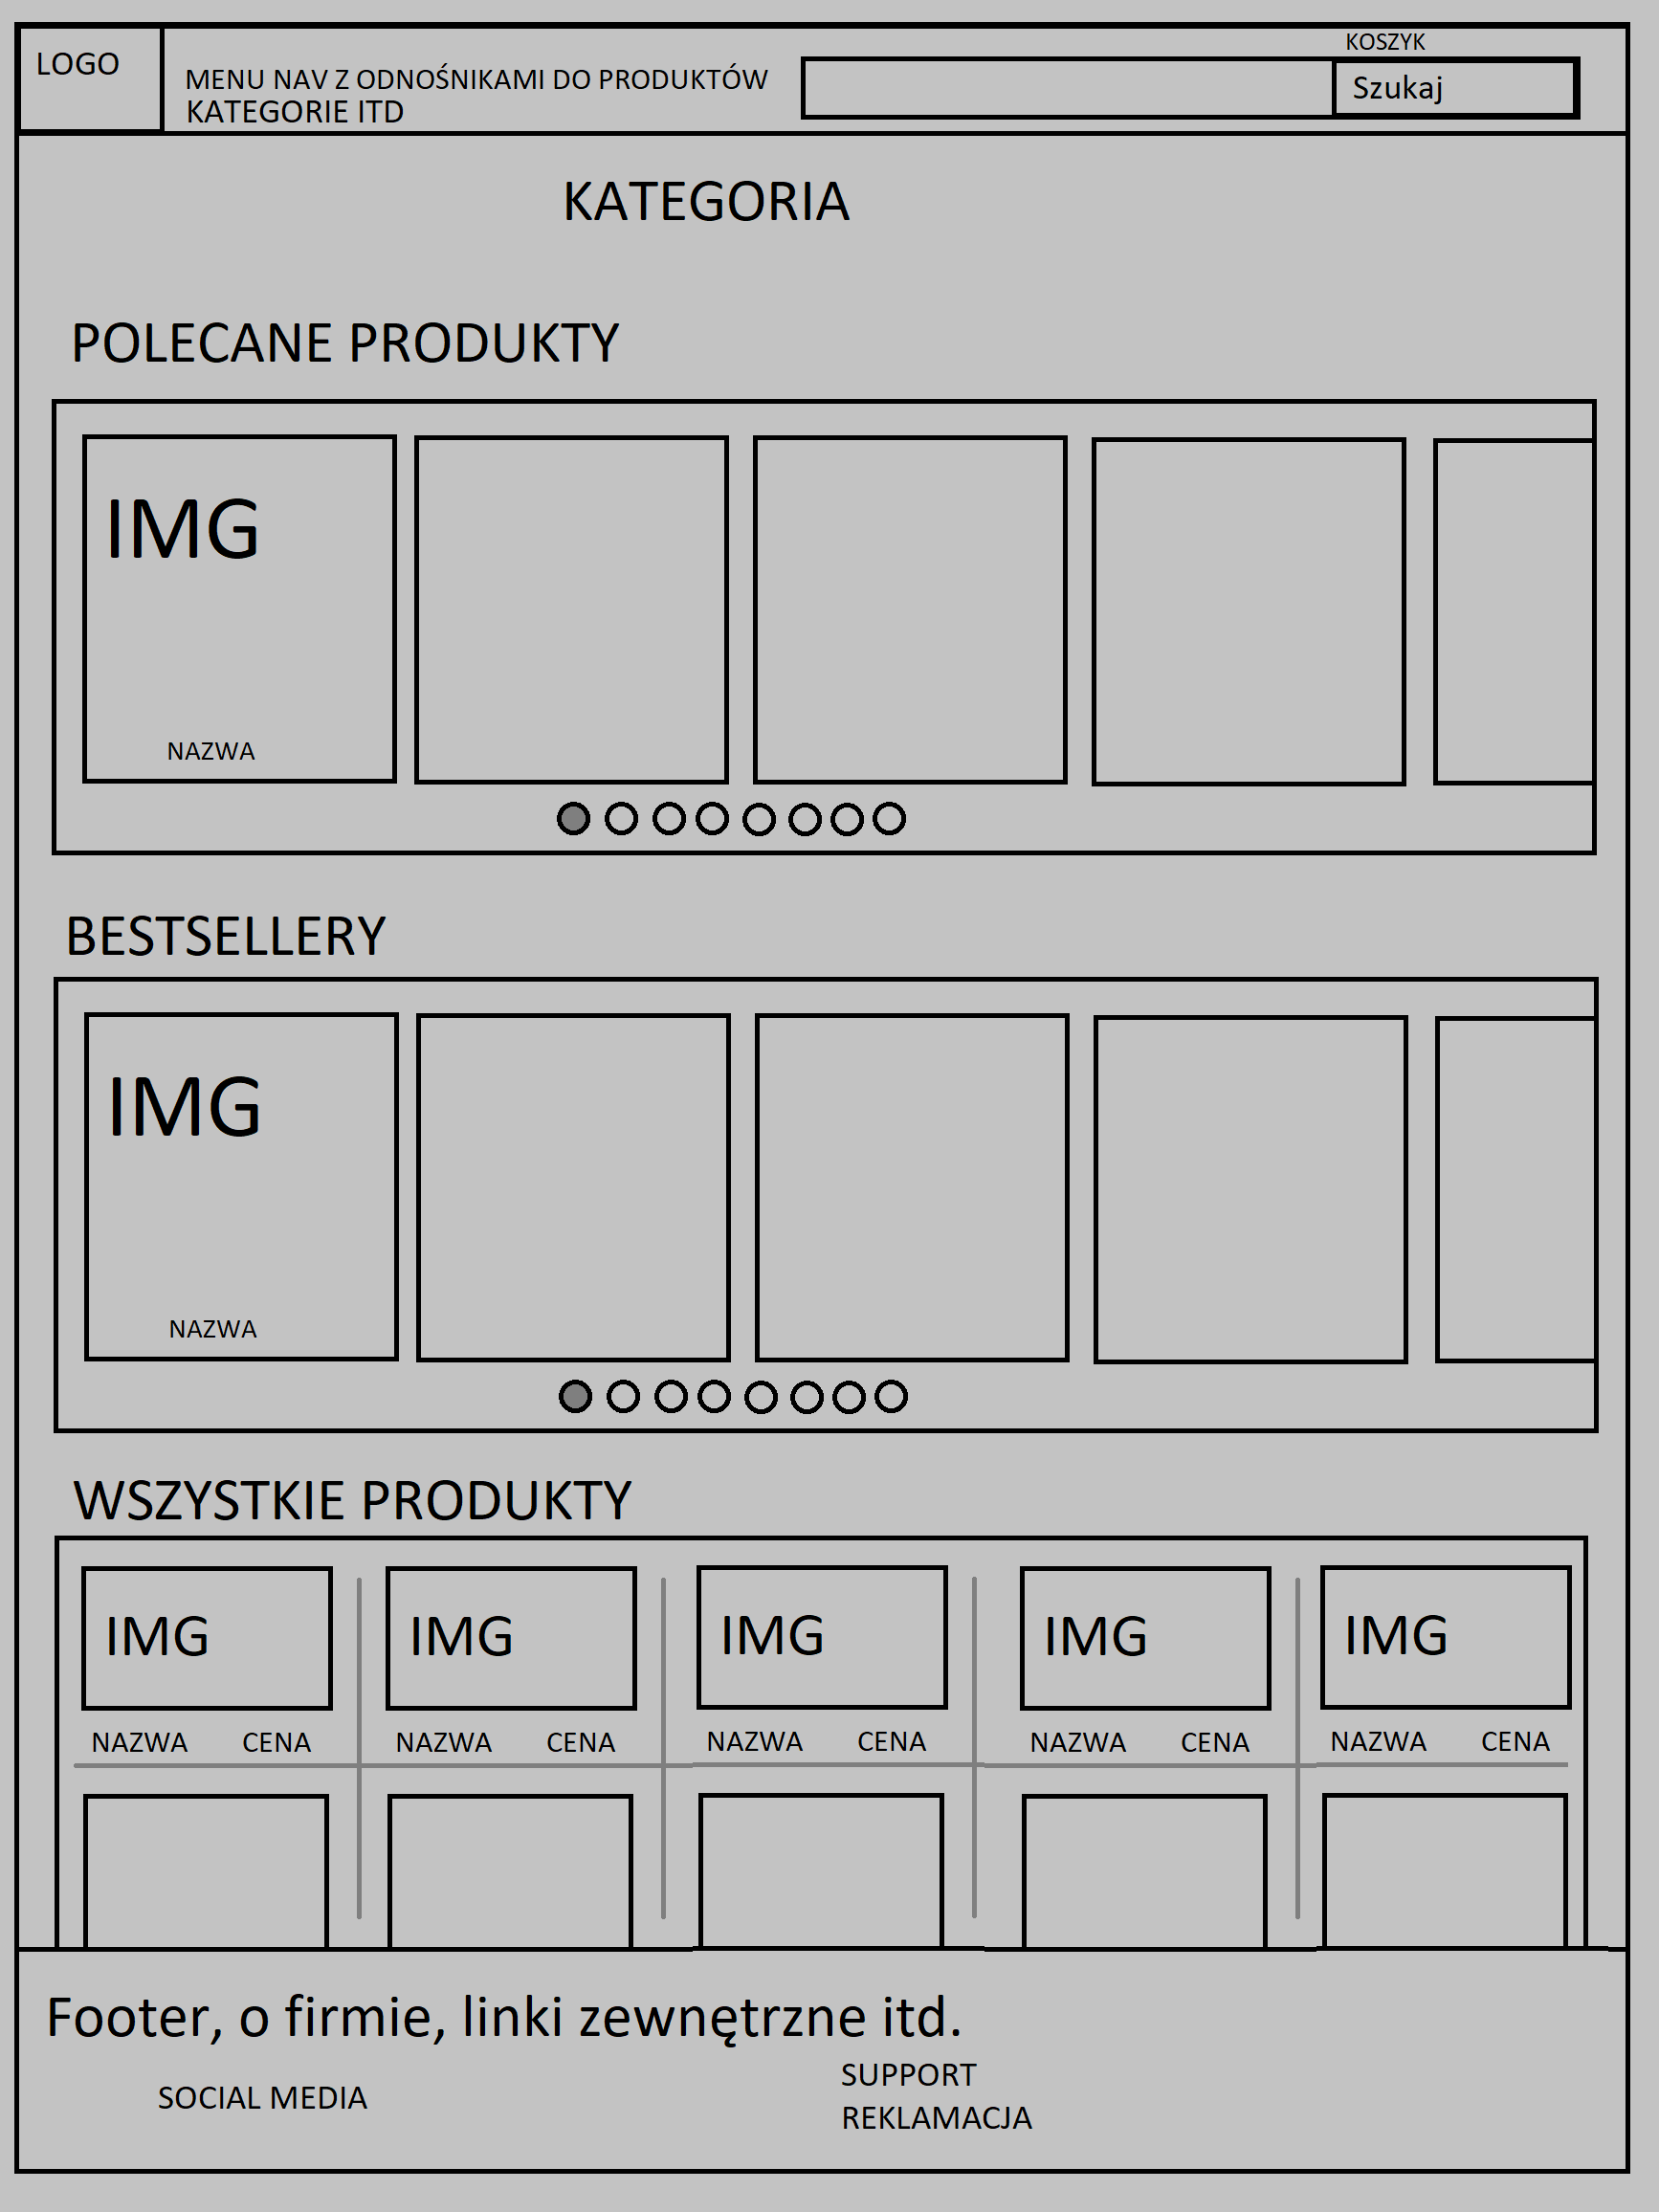 LOGO
MENU NAV Z ODNOŚNIKAMI DO PRODUKTÓW
KATEGORIE ITD
KOSZYK
Szukaj
KATEGORIA
POLECANE PRODUKTY
IMG
NAZWA
BESTSELLERY
IMG
NAZWA
WSZYSTKIE PRODUKTY
IMG IMG IMG IMG IMG
NAZWA CENA NAZWA CENA NAZWA CENA NAZWA CENA NAZWA CENA
Footer, o firmie, linki zewnętrzne itd.
SOCIAL MEDIA
SUPPORT
REKLAMACJA